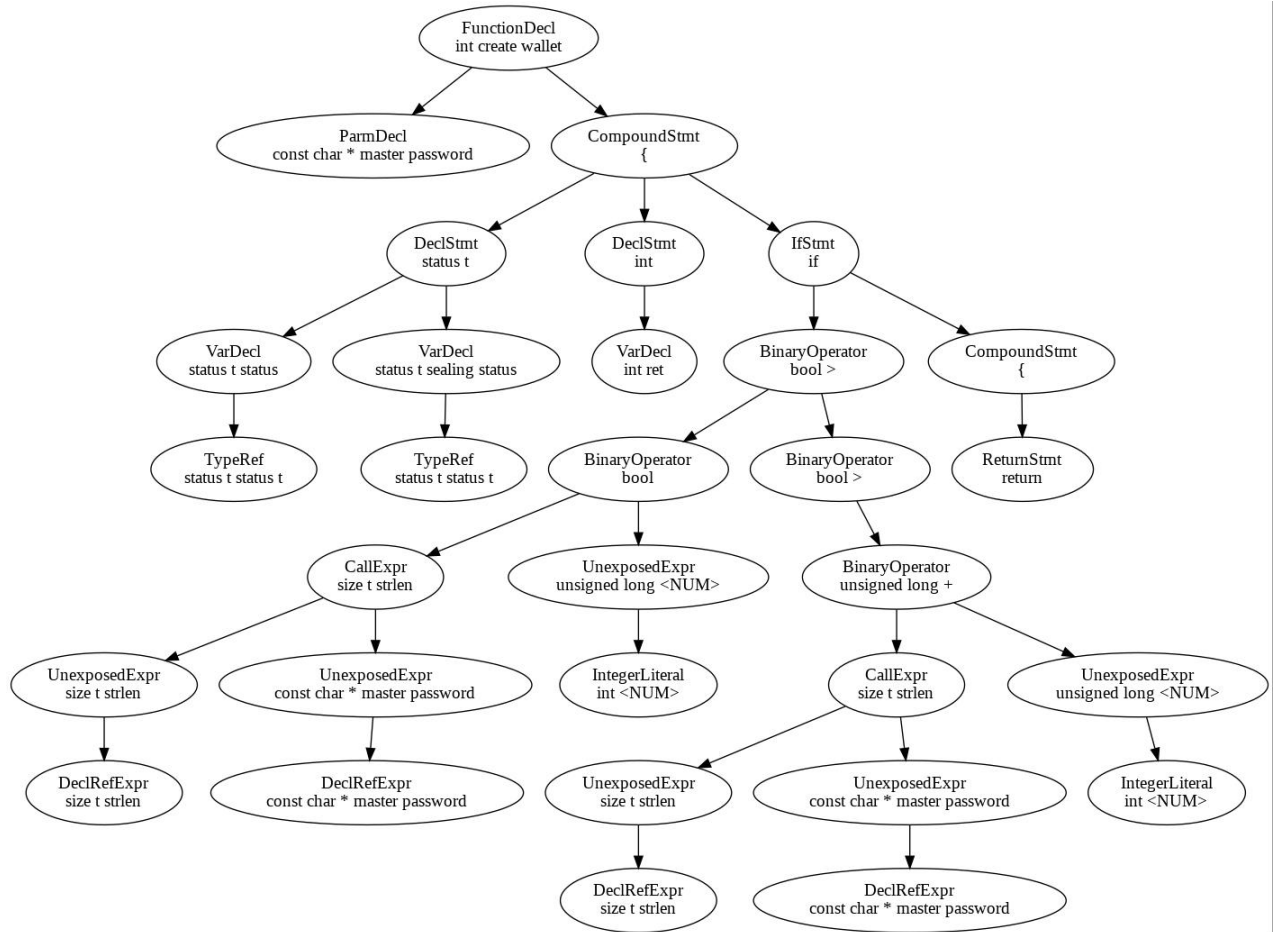 FunctionDecl
int create wallet
ParmDecl
const char * master password
CompoundStmt
{
DeclStmt
status t
DeclStmt
int
IfStmt
if
VarDecl
status t status
VarDecl
status t sealing status
VarDecl
int ret
BinaryOperator
bool >
CompoundStmt
{
TypeRef
status t status t
TypeRef
status t status t
BinaryOperator
bool
BinaryOperator
bool >
ReturnStmt
return
CallExpr
size t strlen
UnexposedExpr
unsigned long <NUM>
BinaryOperator
unsigned long +
UnexposedExpr
size t strlen
UnexposedExpr
const char * master password
IntegerLiteral
int <NUM>
CallExpr
size t strlen
UnexposedExpr
unsigned long <NUM>
DeclRefExpr
size t strlen
DeclRefExpr
const char * master password
UnexposedExpr
size t strlen
UnexposedExpr
const char * master password
IntegerLiteral
int <NUM>
DeclRefExpr
size t strlen
DeclRefExpr
const char * master password